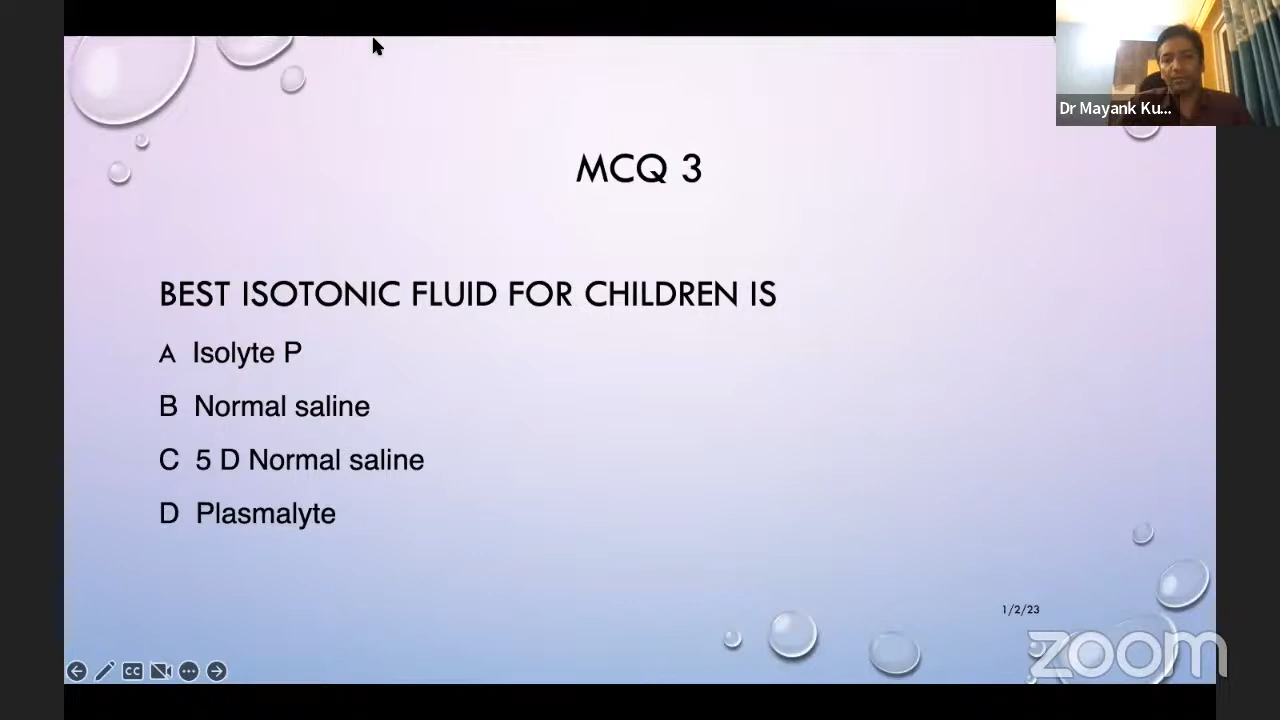 Dr Mayank Ku...
MCQ 3
BEST ISOTONIC FLUID FOR CHILDREN IS
A Isolyte P
B Normal saline
C 5 D Normal saline
D Plasmalyte
1/2/23
zoom
CC